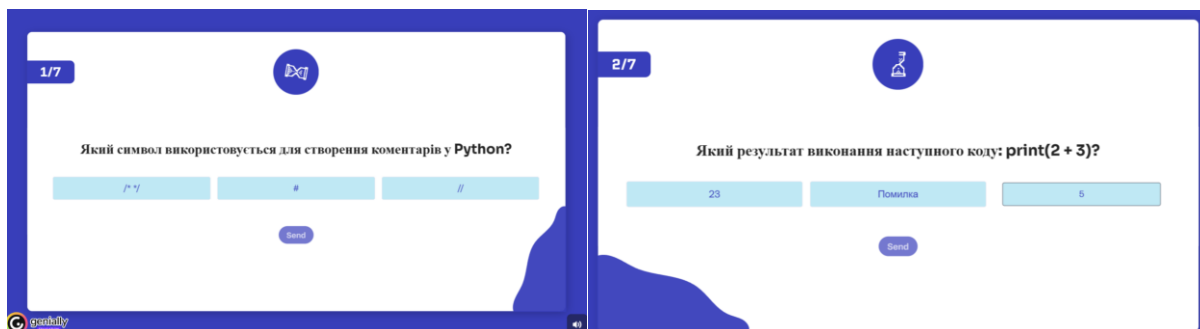 1/7
Який символ використовується для створення коментарів у Python?
/* */
#
//
Send
genially
2/7
Який результат виконання наступного коду: print(2 + 3)?
23
Помилка
5
Send